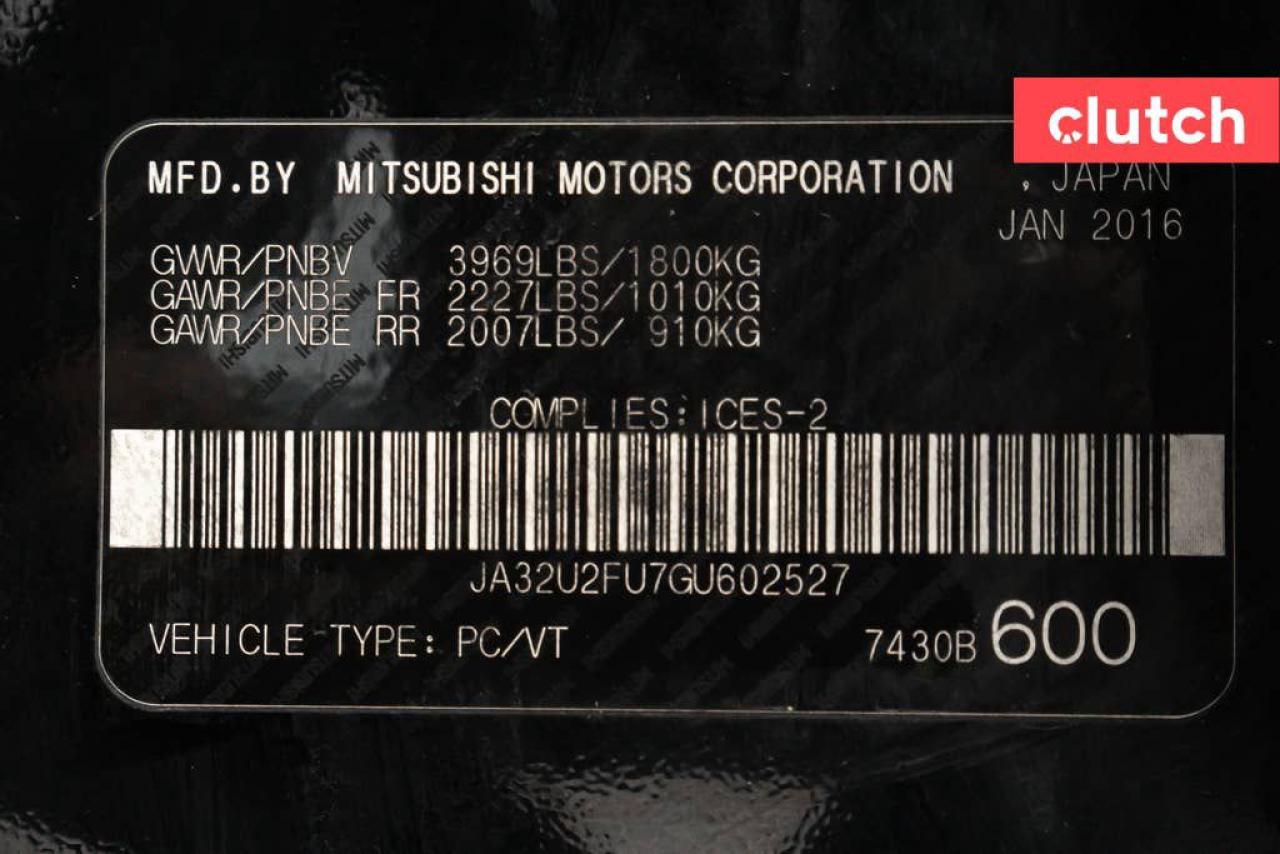 clutch
MFD.BY MITSUBISHI MOTORS CORPORATION , JAPAN
JAN 2016
GVWR/PNBV 3969LBS/1800KG
GAWR/PNBE FR 2227LBS/1010KG
GAWR/PNBE RR 2007LBS/ 910KG
COMPLIES:ICES-2
JA32U2FU7GU602527
VEHICLE TYPE: PC/VT 7430B 600